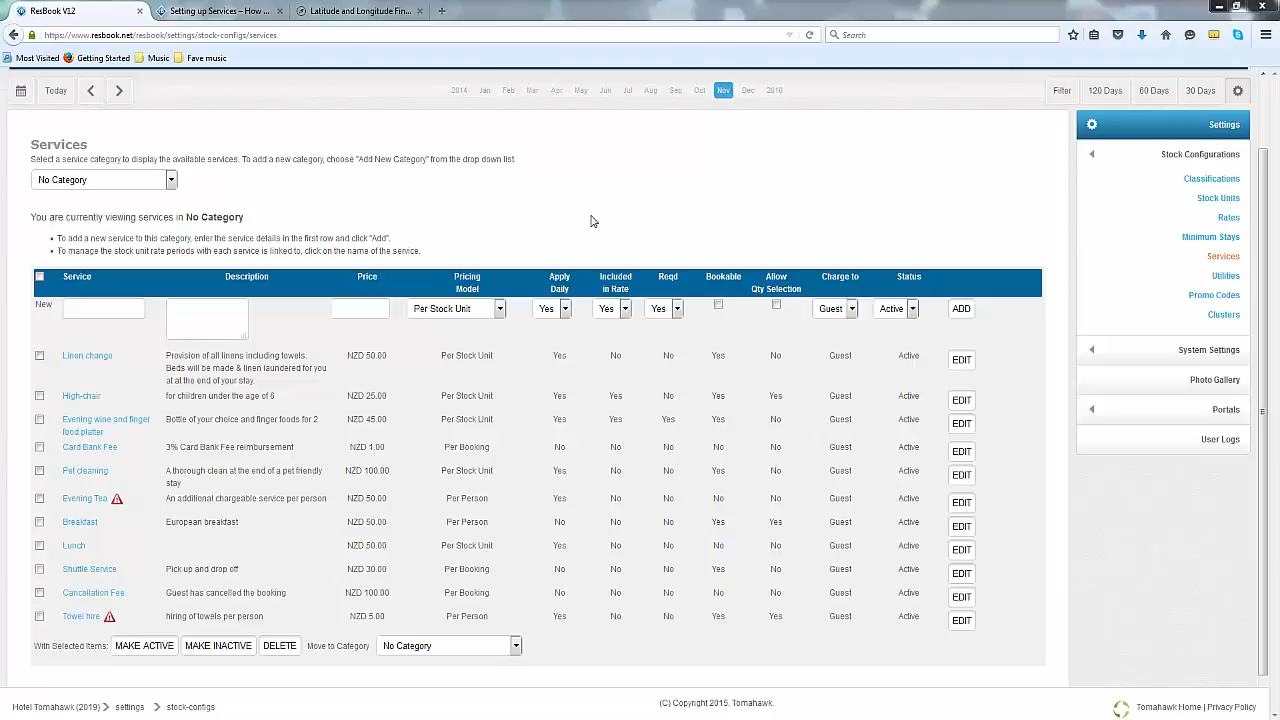 ResBook V12
Setting up Services – How ...
Latitude and Longitude Fin...
https://www.resbook.net/resbook/settings/stock-configs/services
Search
Most Visited
Getting Started
Music
Fave music
Today
2014
Jan
Feb
Mar
Apr
May
Jun
Jul
Aug
Sep
Oct
Nov
Dec
2016
Filter
120 Days
60 Days
30 Days
Services
Select a service category to display the available services. To add a new category, choose "Add New Category" from the drop down list.
No Category
You are currently viewing services in No Category
To add a new service to this category, enter the service details in the first row and click "Add".
To manage the stock unit rate periods with each service is linked to, click on the name of the service.
Service Description Price Pricing Model Apply Daily Included in Rate Reqd Bookable Allow Qty Selection Charge to Status
New Per Stock Unit Yes Yes Yes Guest Active ADD
Linen change Provision of all linens including towels. Beds will be made & linen laundered for you at at the end of your stay. NZD 50.00 Per Stock Unit Yes No No Yes No Guest Active EDIT
High-chair for children under the age of 6 NZD 25.00 Per Stock Unit Yes No No Yes Yes Guest Active EDIT
Evening wine and finger food platter Bottle of your choice and finger foods for 2 NZD 45.00 Per Stock Unit Yes Yes Yes No No Guest Active EDIT
Card Bank Fee 3% Card Bank Fee reimbursement NZD 1.00 Per Booking No No No No No Guest Active EDIT
Pet cleaning A thorough clean at the end of a pet friendly stay NZD 100.00 Per Stock Unit Yes No No Yes No Guest Active EDIT
Evening Tea An additional chargeable service per person NZD 50.00 Per Person Yes No No No No Guest Active EDIT
Breakfast European breakfast NZD 50.00 Per Person No No No Yes Yes Guest Active EDIT
Lunch NZD 50.00 Per Stock Unit Yes No No No No Guest Active EDIT
Shuttle Service Pick up and drop off NZD 30.00 Per Booking No No No Yes No Guest Active EDIT
Cancellation Fee Guest has cancelled the booking NZD 100.00 Per Booking No No No No No Guest Active EDIT
Towel hire hiring of towels per person NZD 5.00 Per Person Yes No No Yes Yes Guest Active EDIT
With Selected Items: MAKE ACTIVE MAKE INACTIVE DELETE Move to Category No Category
Settings
Stock Configurations
Classifications
Stock Units
Rates
Minimum Stays
Services
Utilities
Promo Codes
Clusters
System Settings
Photo Gallery
Portals
User Logs
Hotel Tomahawk (2019) settings stock-configs
(C) Copyright 2015. Tomahawk.
Tomahawk Home | Privacy Policy